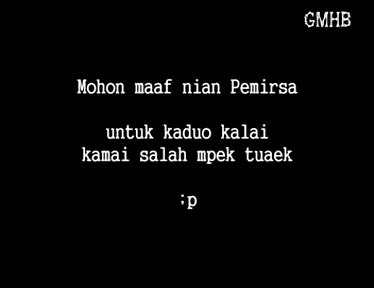 GMHB
Mohon maaf nian Pemirsa
untuk kaduo kalai
kamai salah mpek tuaek
;p